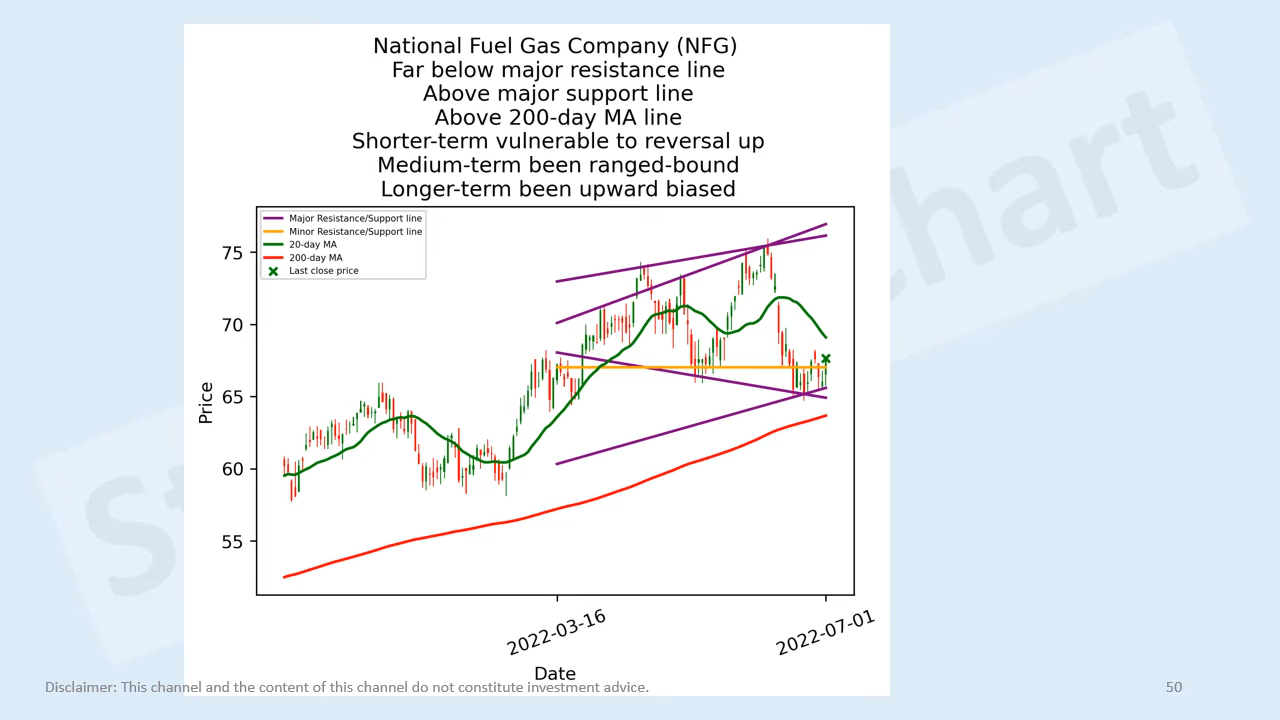 National Fuel Gas Company (NFG)
Far below major resistance line
Above major support line
Above 200-day MA line
Shorter-term vulnerable to reversal up
Medium-term been ranged-bound
Longer-term been upward biased
Major Resistance/Support line
Minor Resistance/Support line
20-day MA
200-day MA
Last close price
75
70
65
60
55
Price
2022-03-16
2022-07-01
Date
Disclaimer: This channel and the content of this channel do not constitute investment advice.
50